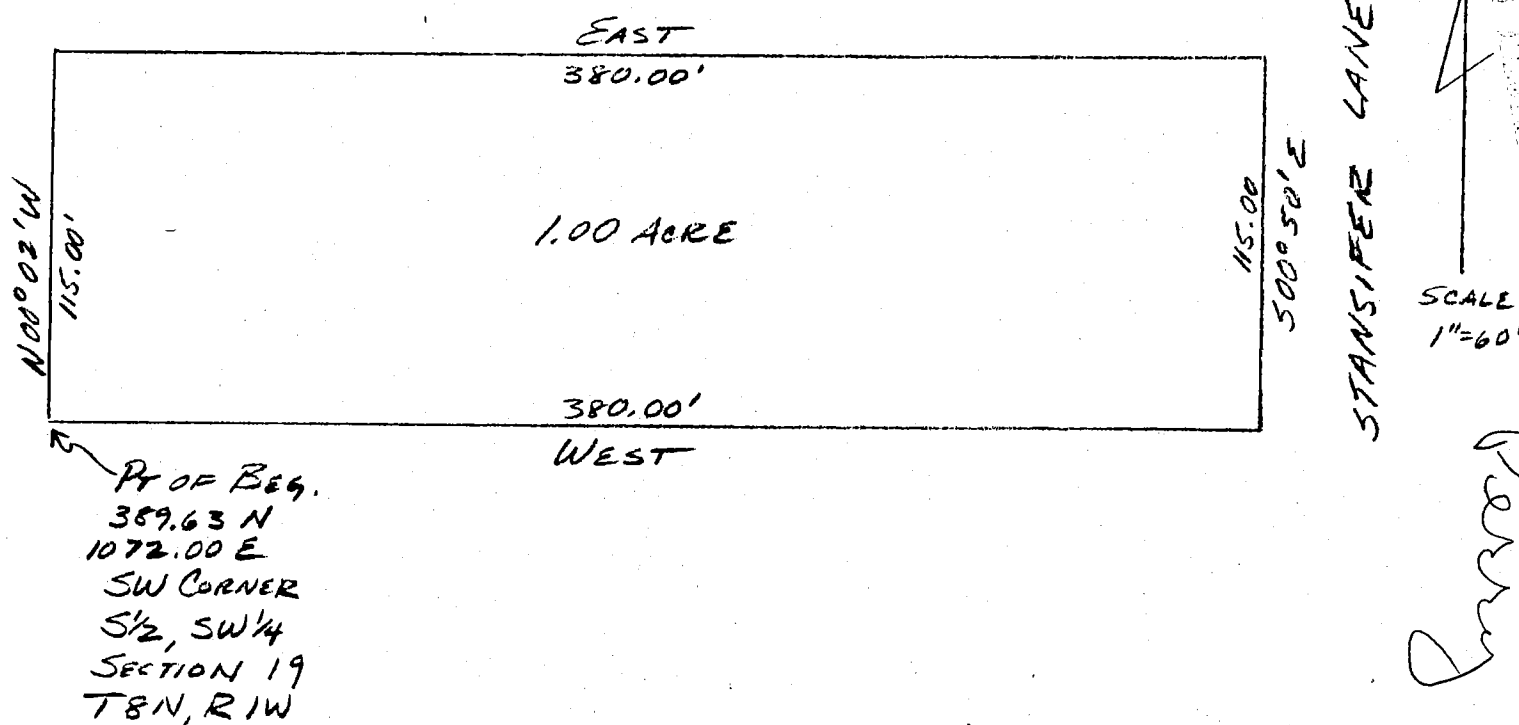 EAST
380.00'
N00°02'W
115.00'
1.00 ACRE
115.00
S00°50'E
STANSIFER LANE
SCALE
1"=60'
380.00'
WEST
PT OF BEG.
389.63 N
1072.00 E
SW CORNER
S½, SW¼
SECTION 19
T8N, R1W